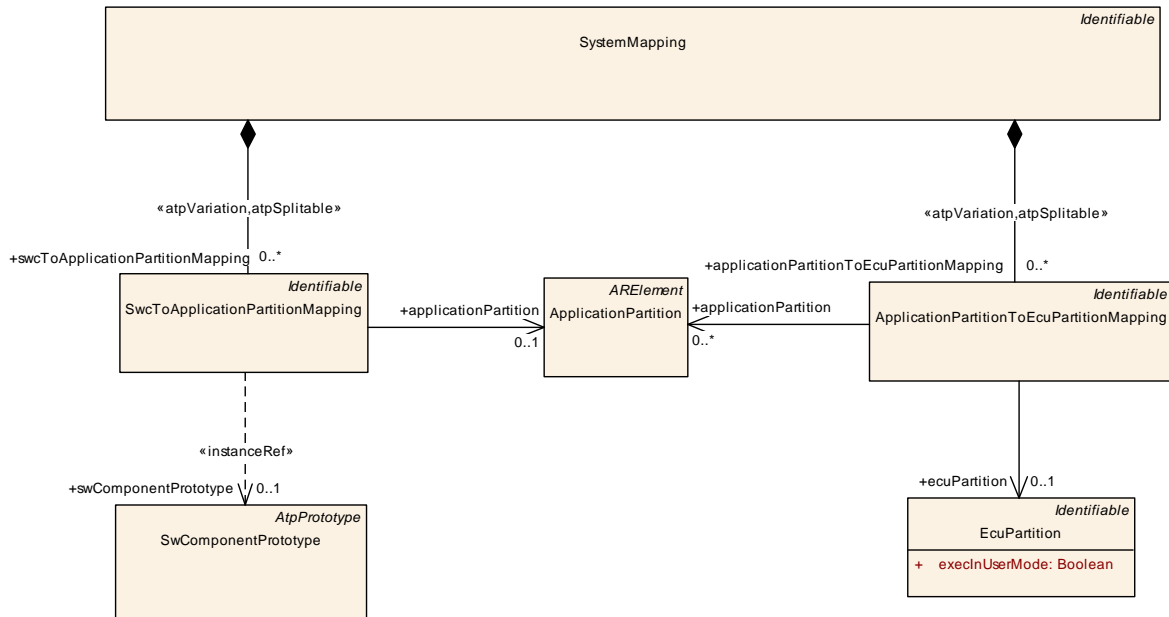 Identifiable
SystemMapping
«atpVariation,atpSplitable»
«atpVariation,atpSplitable»
+swcToApplicationPartitionMapping 0..*
+applicationPartitionToEcuPartitionMapping 0..*
Identifiable
SwcToApplicationPartitionMapping
ARElement
ApplicationPartition
Identifiable
ApplicationPartitionToEcuPartitionMapping
+applicationPartition
0..1
+applicationPartition
0..*
«instanceRef»
+swComponentPrototype 0..1
+ecuPartition 0..1
AtpPrototype
SwComponentPrototype
Identifiable
EcuPartition
+ execInUserMode: Boolean